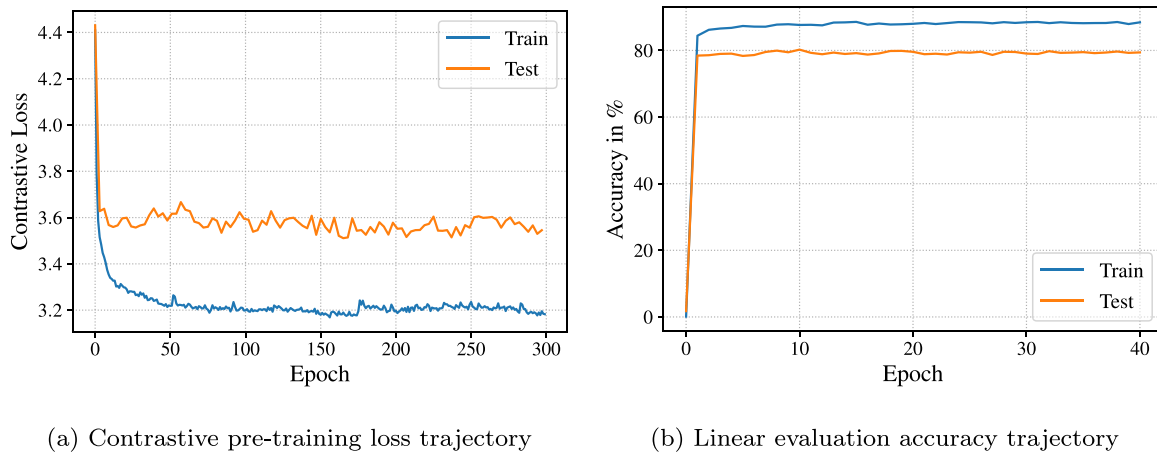 4.4
4.2
4.0
3.8
3.6
3.4
3.2
Contrastive Loss
Train
Test
0
50
100
150
200
250
300
Epoch
(a) Contrastive pre-training loss trajectory
80
60
40
20
0
Accuracy in %
Train
Test
0
10
20
30
40
Epoch
(b) Linear evaluation accuracy trajectory